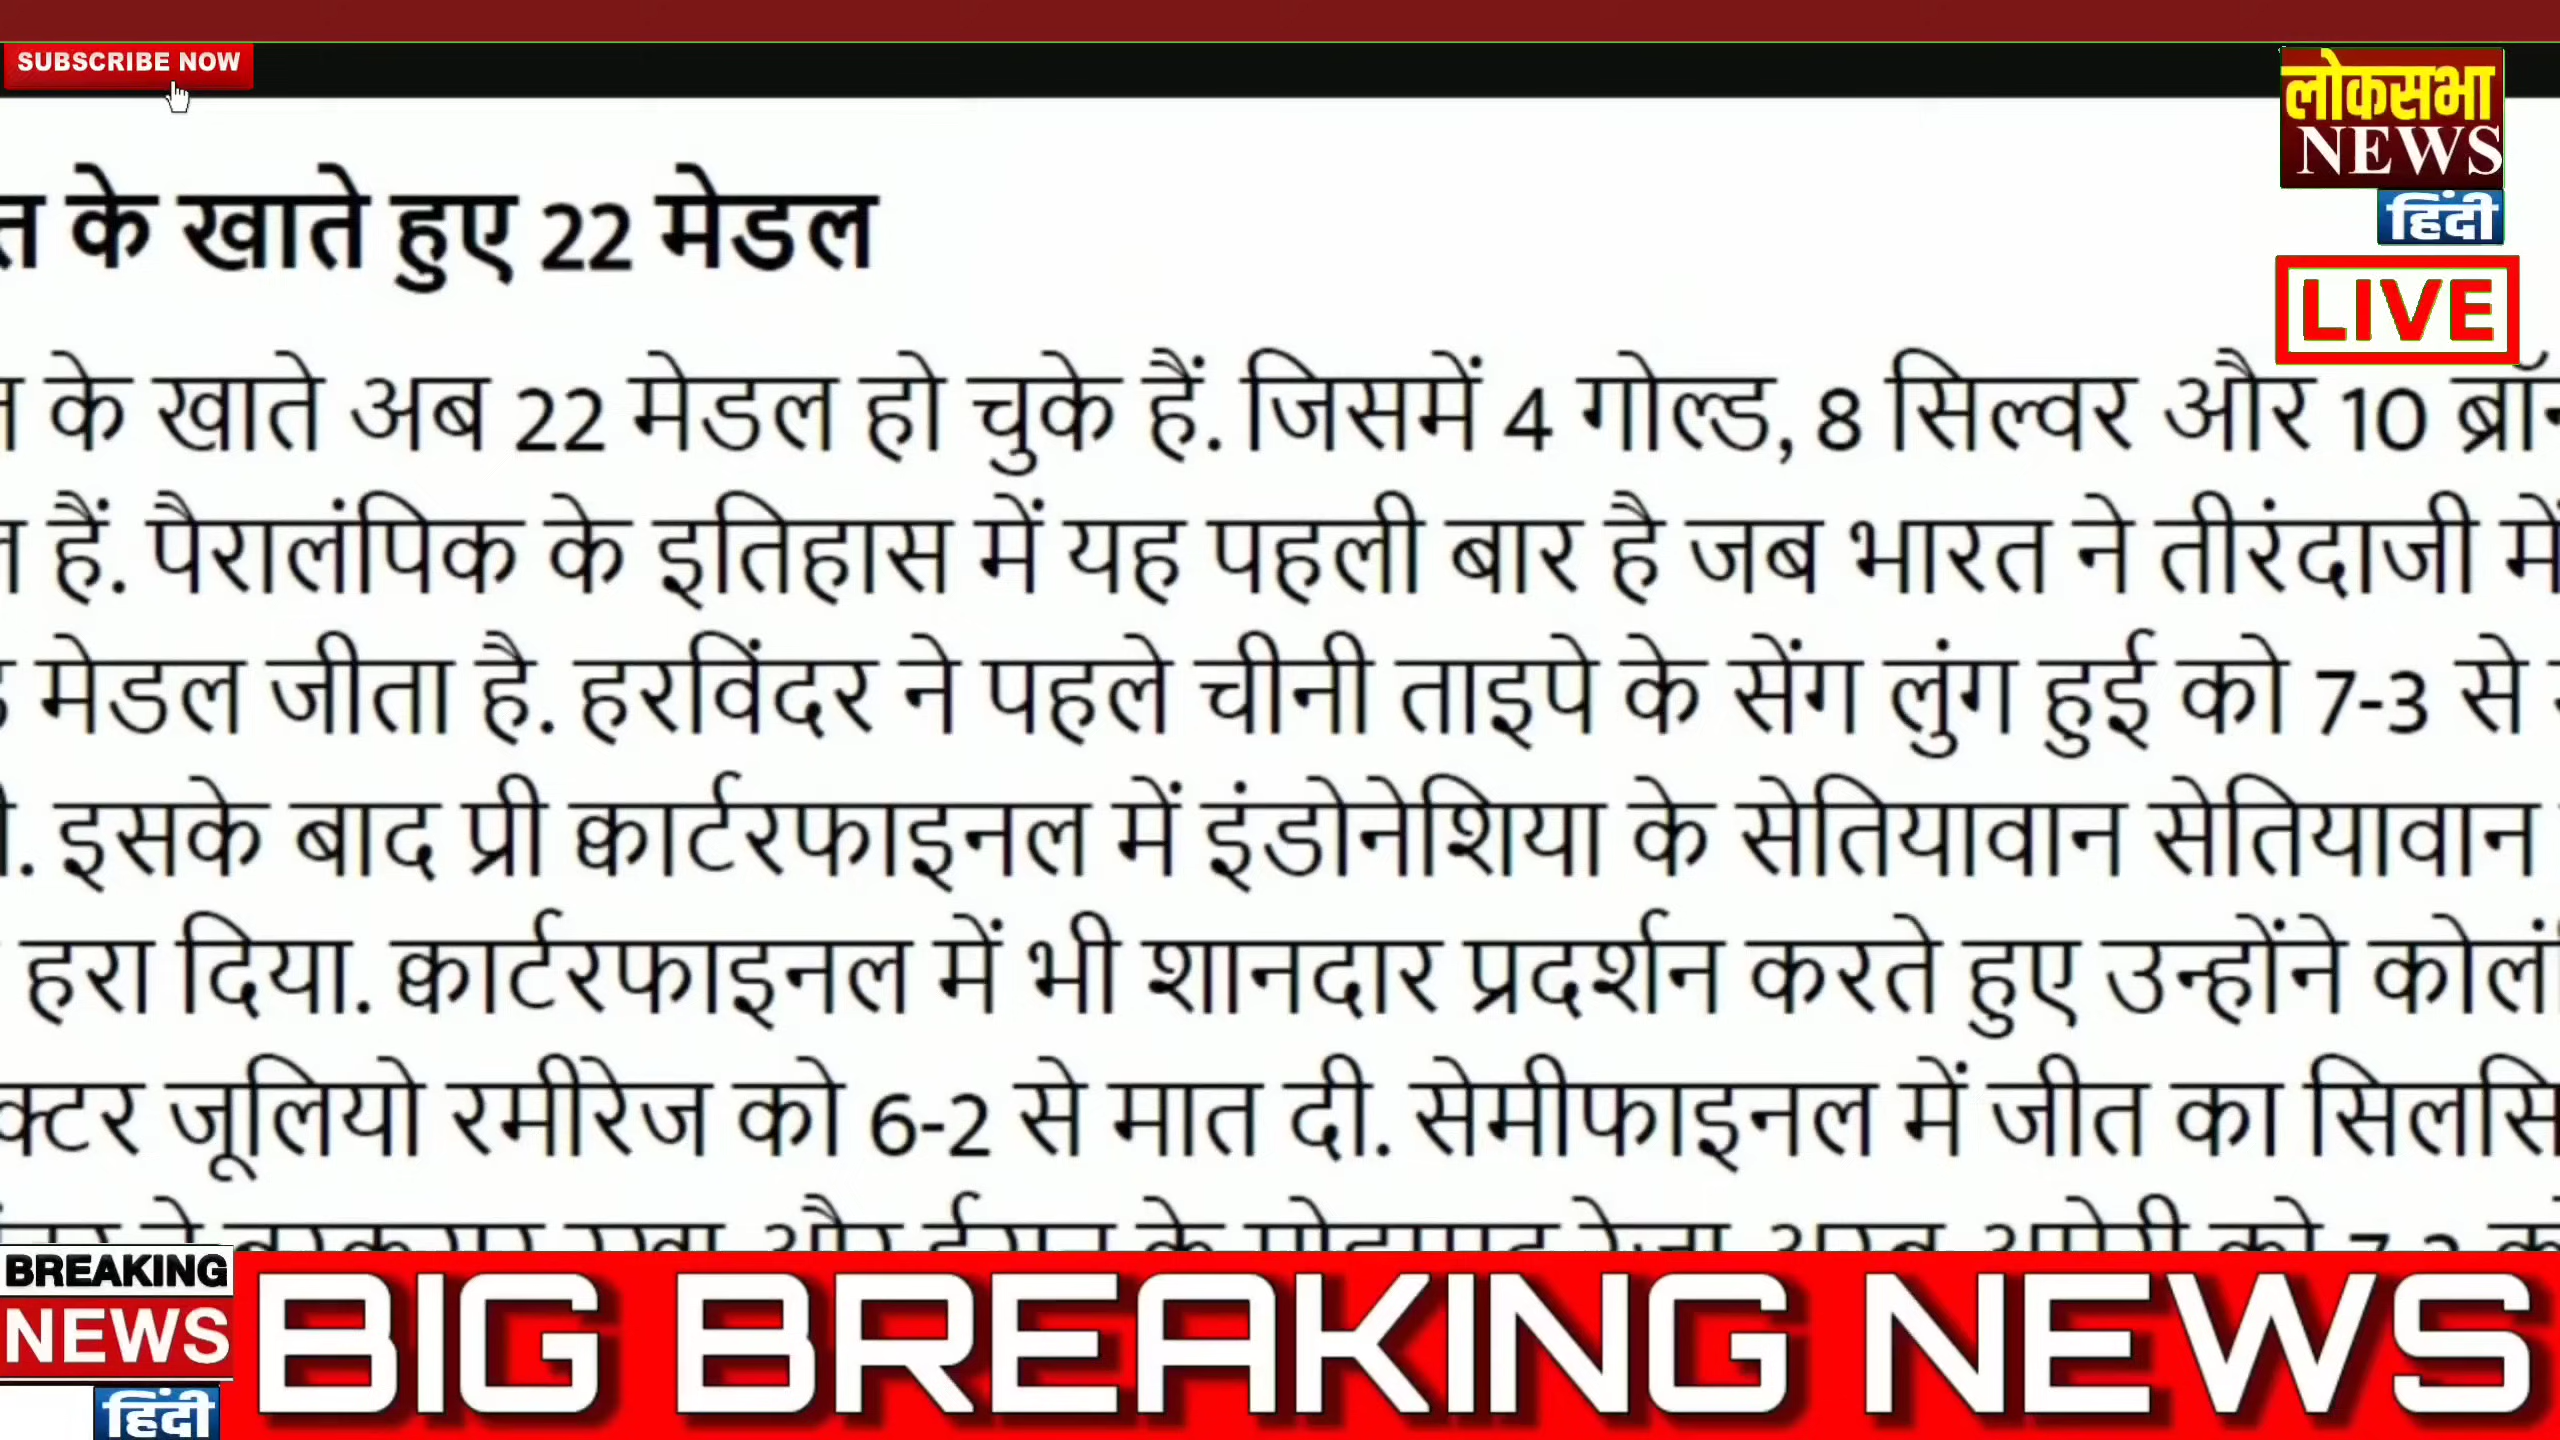 SUBSCRIBE NOW
लोकसभा
NEWS
हिंदी
LIVE
के खाते हुए 22 मेडल
के खाते अब 22 मेडल हो चुके हैं. जिसमें 4 गोल्ड, 8 सिल्वर और 10
हैं. पैरालंपिक के इतिहास में यह पहली बार है जब भारत ने तीरंदाजी में
मेडल जीता है. हरविंदर ने पहले चीनी ताइपे के सेंग लुंग हुई को 7-3 से
इसके बाद प्री क्वार्टरफाइनल में इंडोनेशिया के सेतियावान सेतियावान
हरा दिया. क्वार्टरफाइनल में भी शानदार प्रदर्शन करते हुए उन्होंने
जूलियो रमीरेज को 6-2 से मात दी. सेमीफाइनल में जीत का
BREAKING
NEWS
हिंदी
BIG BREAKING NEWS